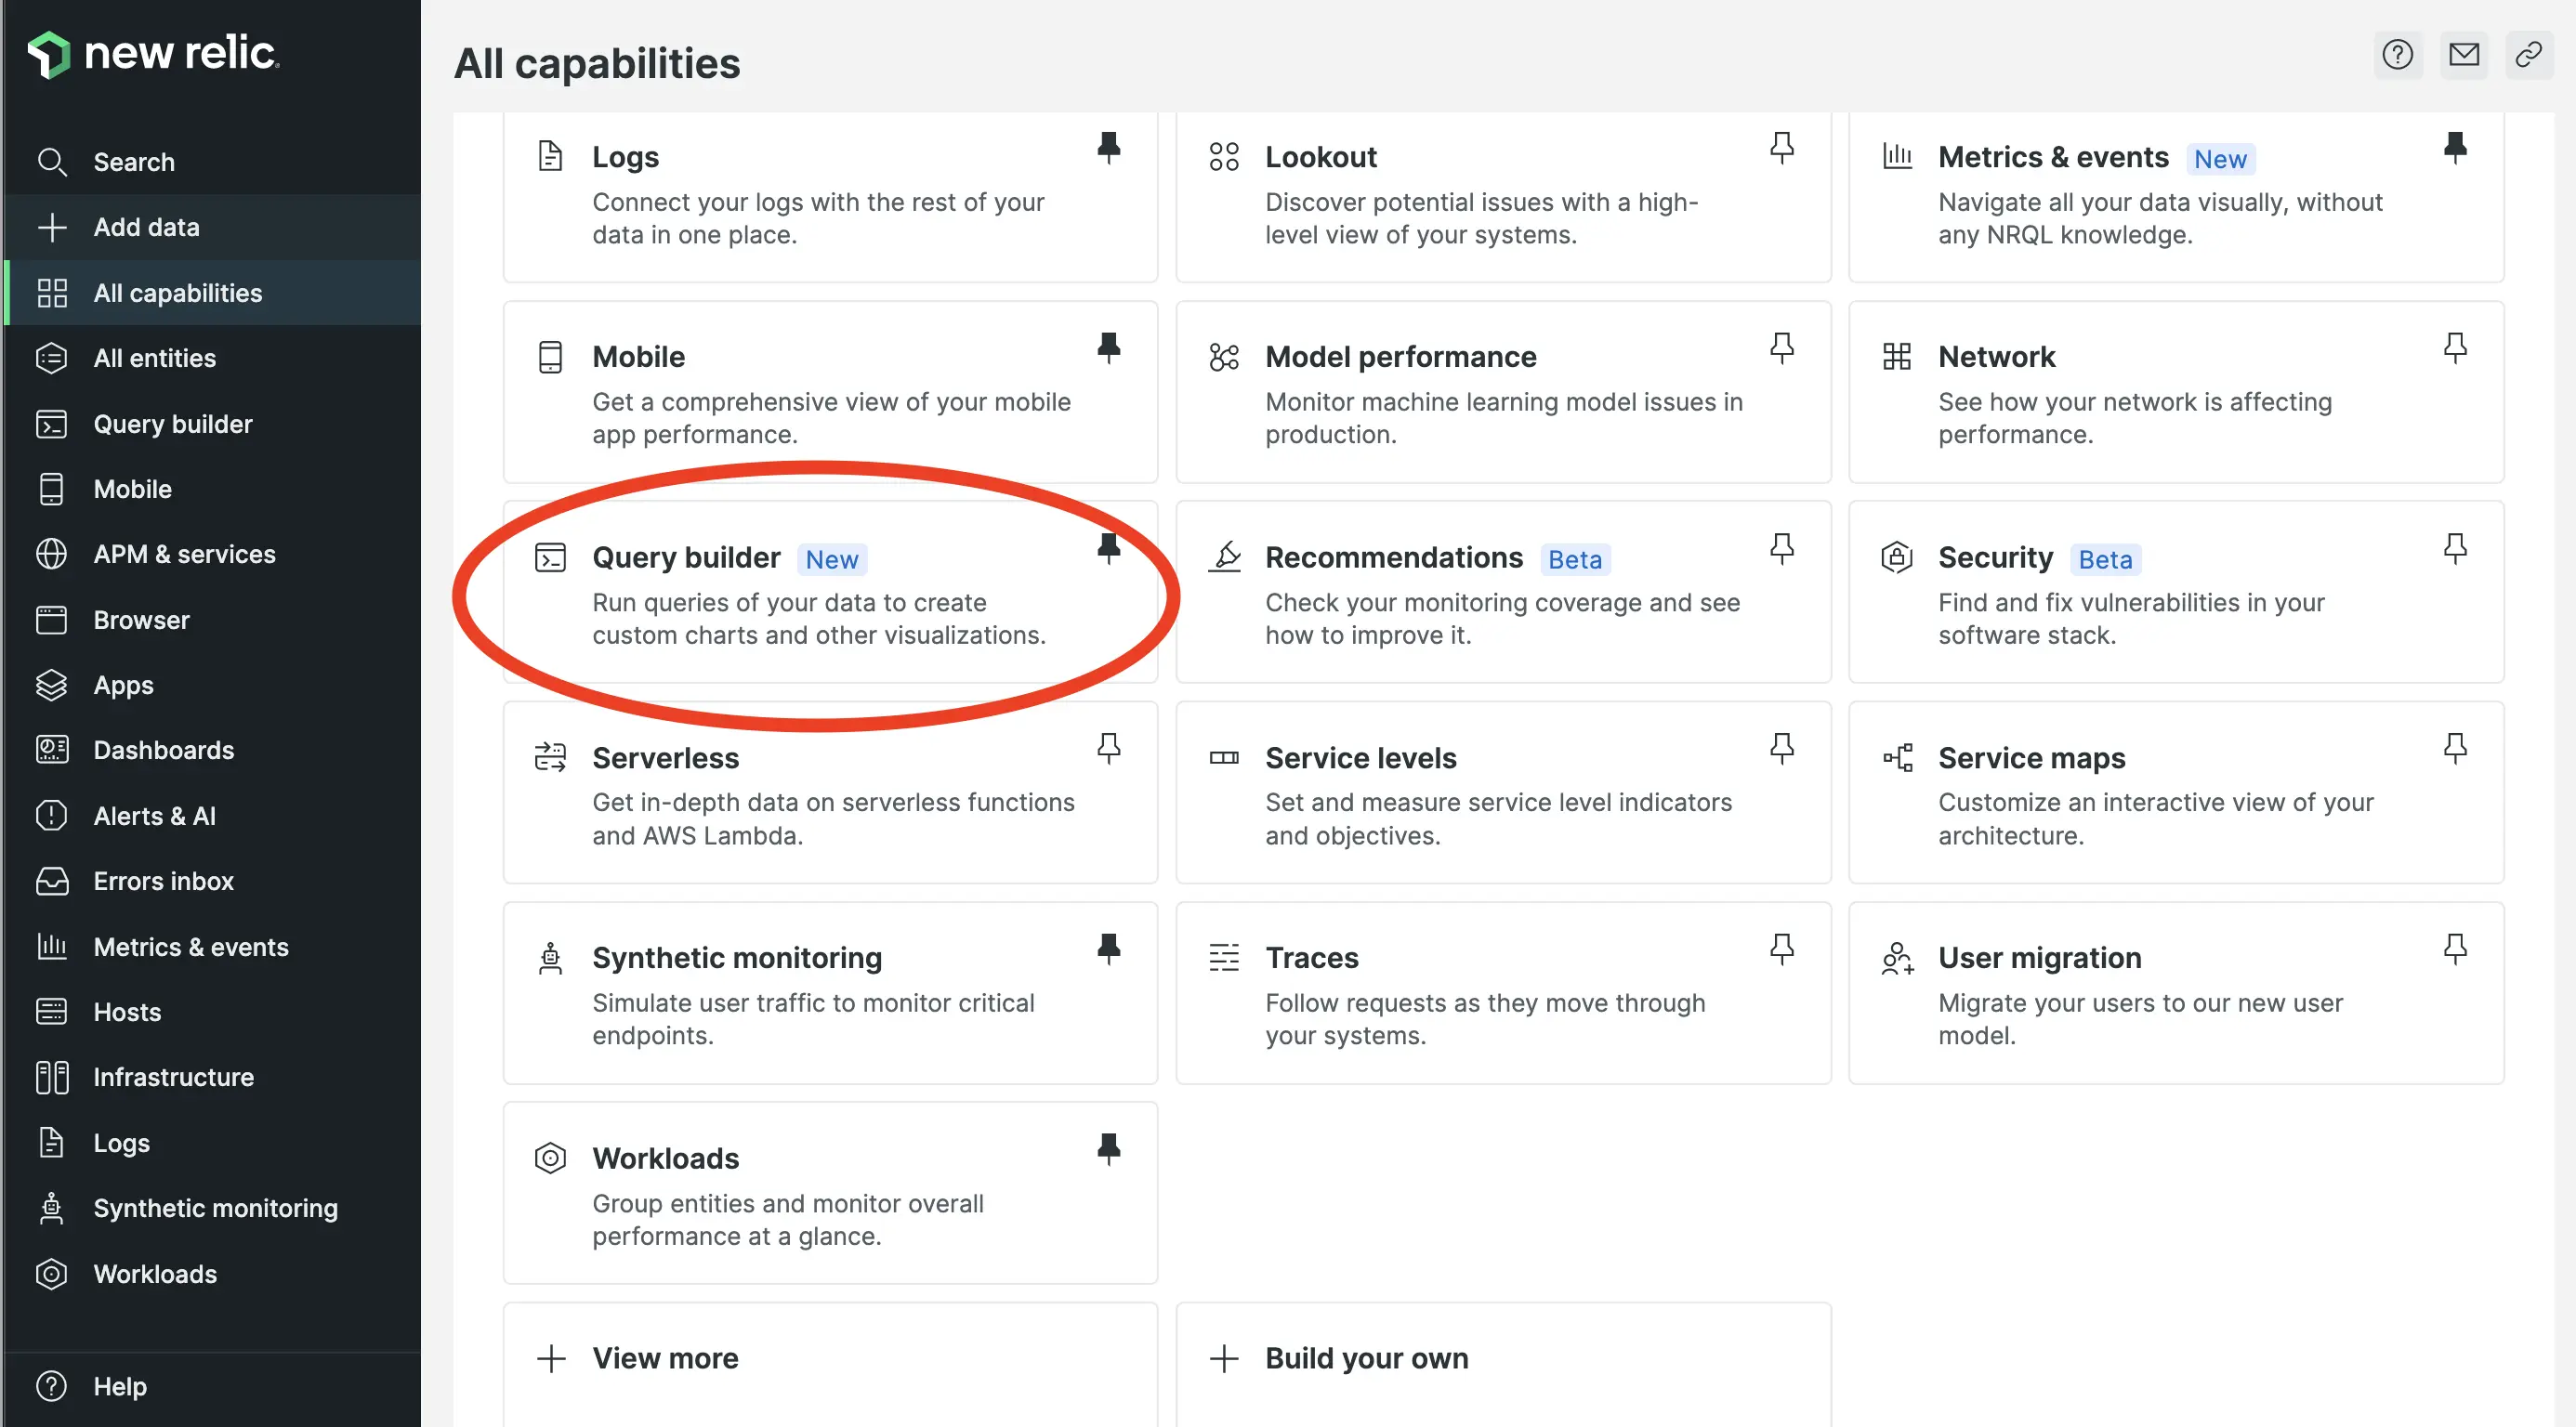 new relic.
Search
Add data
All capabilities
All entities
Query builder
Mobile
APM & services
Browser
Apps
Dashboards
Alerts & AI
Errors inbox
Metrics & events
Hosts
Infrastructure
Logs
Synthetic monitoring
Workloads
Help
All capabilities
Logs
Connect your logs with the rest of your
data in one place.
Lookout
Discover potential issues with a high-
level view of your systems.
Metrics & events New
Navigate all your data visually, without
any NRQL knowledge.
Mobile
Get a comprehensive view of your mobile
app performance.
Model performance
Monitor machine learning model issues in
production.
Network
See how your network is affecting
performance.
Query builder New
Run queries of your data to create
custom charts and other visualizations.
Recommendations Beta
Check your monitoring coverage and see
how to improve it.
Security Beta
Find and fix vulnerabilities in your
software stack.
Serverless
Get in-depth data on serverless functions
and AWS Lambda.
Service levels
Set and measure service level indicators
and objectives.
Service maps
Customize an interactive view of your
architecture.
Synthetic monitoring
Simulate user traffic to monitor critical
endpoints.
Traces
Follow requests as they move through
your systems.
User migration
Migrate your users to our new user
model.
Workloads
Group entities and monitor overall
performance at a glance.
View more
Build your own